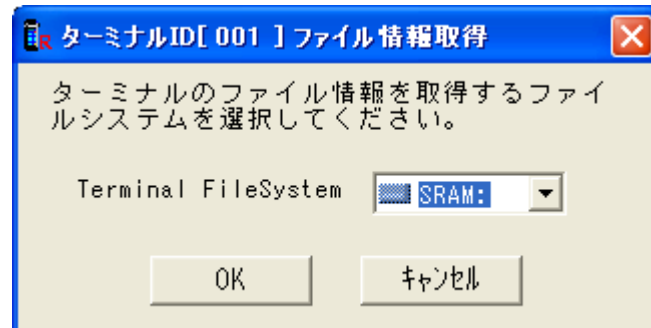 R ターミナルID[ 001 ]ファイル情報取得
ターミナルのファイル情報を取得するファイ
ルシステムを選択してください。
Terminal FileSystem SRAM:
OK キャンセル